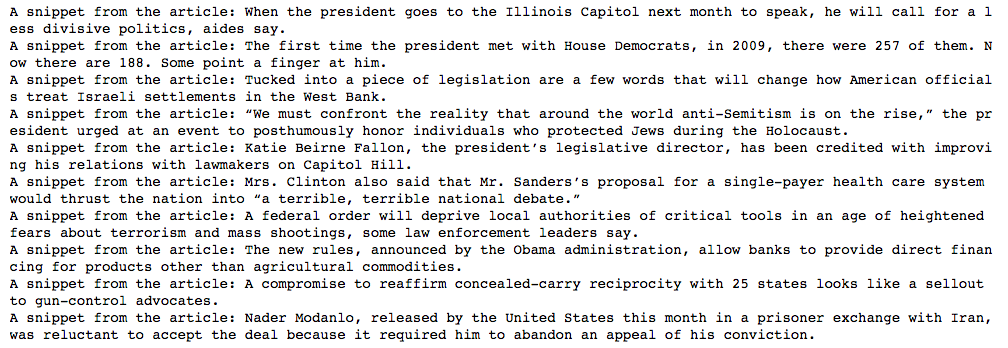 A snippet from the article: When the president goes to the Illinois Capitol next month to speak, he will call for a l
ess divisive politics, aides say.
A snippet from the article: The first time the president met with House Democrats, in 2009, there were 257 of them. N
ow there are 188. Some point a finger at him.
A snippet from the article: Tucked into a piece of legislation are a few words that will change how American official
s treat Israeli settlements in the West Bank.
A snippet from the article: “We must confront the reality that around the world anti-Semitism is on the rise,” the pr
esident urged at an event to posthumously honor individuals who protected Jews during the Holocaust.
A snippet from the article: Katie Beirne Fallon, the president’s legislative director, has been credited with improvi
ng his relations with lawmakers on Capitol Hill.
A snippet from the article: Mrs. Clinton also said that Mr. Sanders’s proposal for a single-payer health care system
would thrust the nation into “a terrible, terrible national debate.”
A snippet from the article: A federal order will deprive local authorities of critical tools in an age of heightened
fears about terrorism and mass shootings, some law enforcement leaders say.
A snippet from the article: The new rules, announced by the Obama administration, allow banks to provide direct finan
cing for products other than agricultural commodities.
A snippet from the article: A compromise to reaffirm concealed-carry reciprocity with 25 states looks like a sellout
to gun-control advocates.
A snippet from the article: Nader Modanlo, released by the United States this month in a prisoner exchange with Iran,
was reluctant to accept the deal because it required him to abandon an appeal of his conviction.